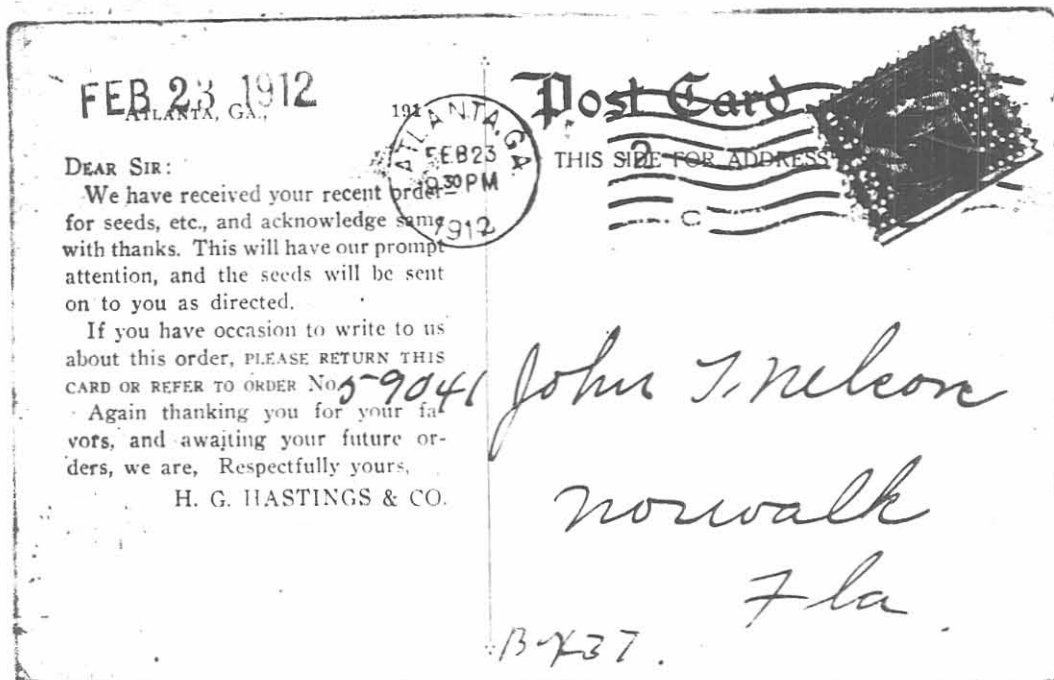 FEB 23 1912
ATLANTA, GA., 191
DEAR SIR:
We have received your recent order
for seeds, etc., and acknowledge same
with thanks. This will have our prompt
attention, and the seeds will be sent
on to you as directed.
If you have occasion to write to us
about this order, PLEASE RETURN THIS
CARD OR REFER TO ORDER No. 59041
Again thanking you for your fa-
vors, and awaiting your future or-
ders, we are, Respectfully yours,
H. G. HASTINGS & CO.
ATLANTA, GA.
FEB 23
30 PM
1912
Post Card
THIS SIDE FOR ADDRESS
2
C
John T. Nelson
Norwalk
Fla.